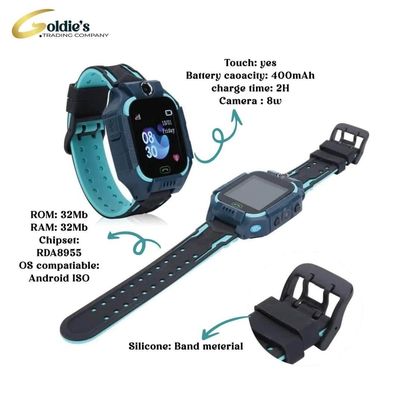 Goldie's
TRADING COMPANY
Touch: yes
Battery caoacity: 400mAh
charge time: 2H
Camera : 8w
ROM: 32Mb
RAM: 32Mb
Chipset:
RDA8955
OS compatiable:
Android ISO
Silicone: Band meterial